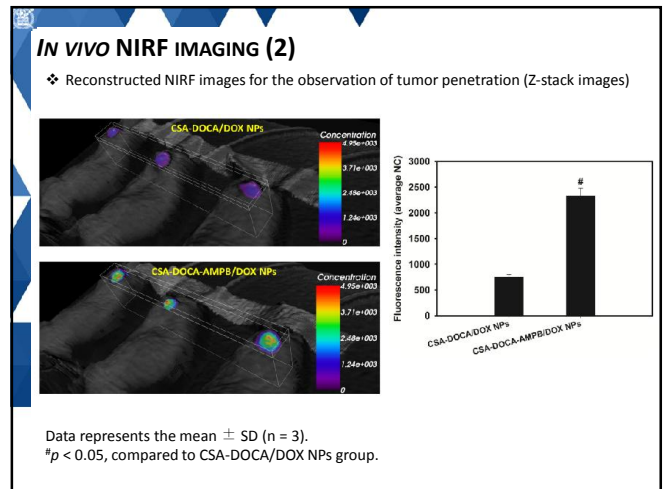 IN VIVO NIRF IMAGING (2)
❖ Reconstructed NIRF images for the observation of tumor penetration (Z-stack images)
CSA-DOCA/DOX NPs
Concentration
4.95e+003
3.71e+003
2.48e+003
1.24e+003
0
CSA-DOCA-AMPB/DOX NPs
Concentration
4.95e+003
3.71e+003
2.48e+003
1.24e+003
0
Fluorescence intensity (average NC)
3000
2500
2000
1500
1000
500
0
#
CSA-DOCA/DOX NPs
CSA-DOCA-AMPB/DOX NPs
Data represents the mean ± SD (n = 3).
#p < 0.05, compared to CSA-DOCA/DOX NPs group.